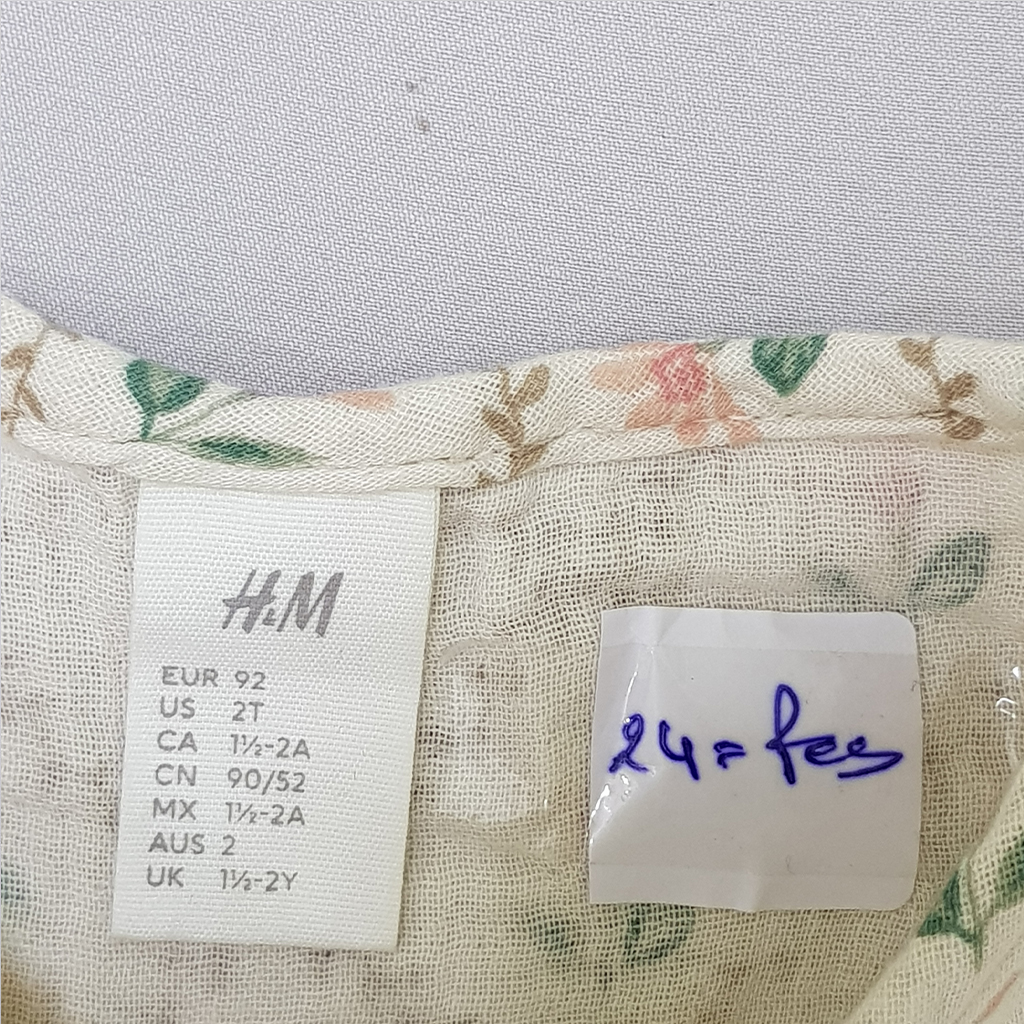 H&M
EUR 92
US 2T
CA 1½-2A
CN 90/52
MX 1½-2A
AUS 2
UK 1½-2Y
24=